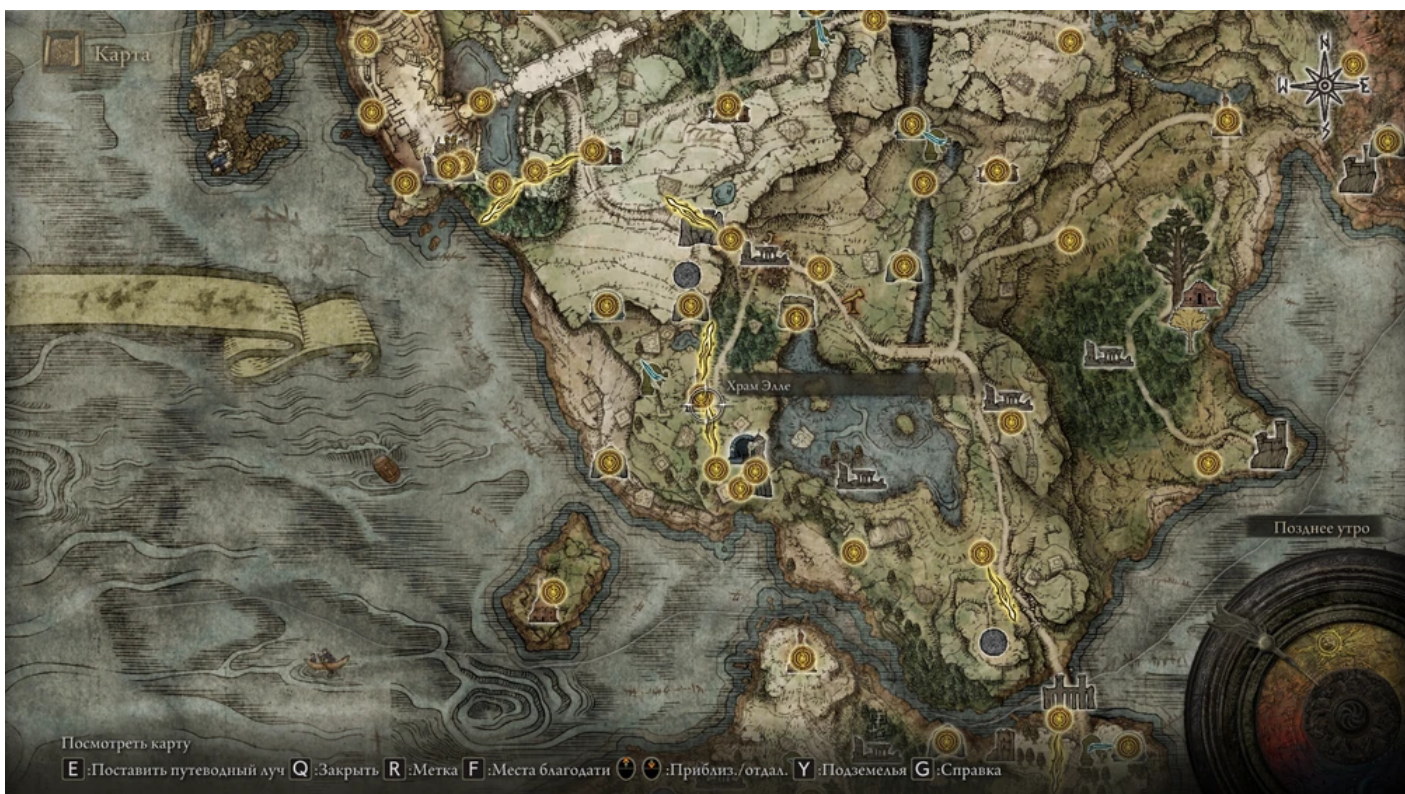 Карта
N
W E
S
Храм Элле
Позднее утро
Посмотреть карту
E :Поставить путеводный луч Q :Закрыть R :Метка F :Места благодати :Приблиз./отдал. Y :Подземелья G :Справка